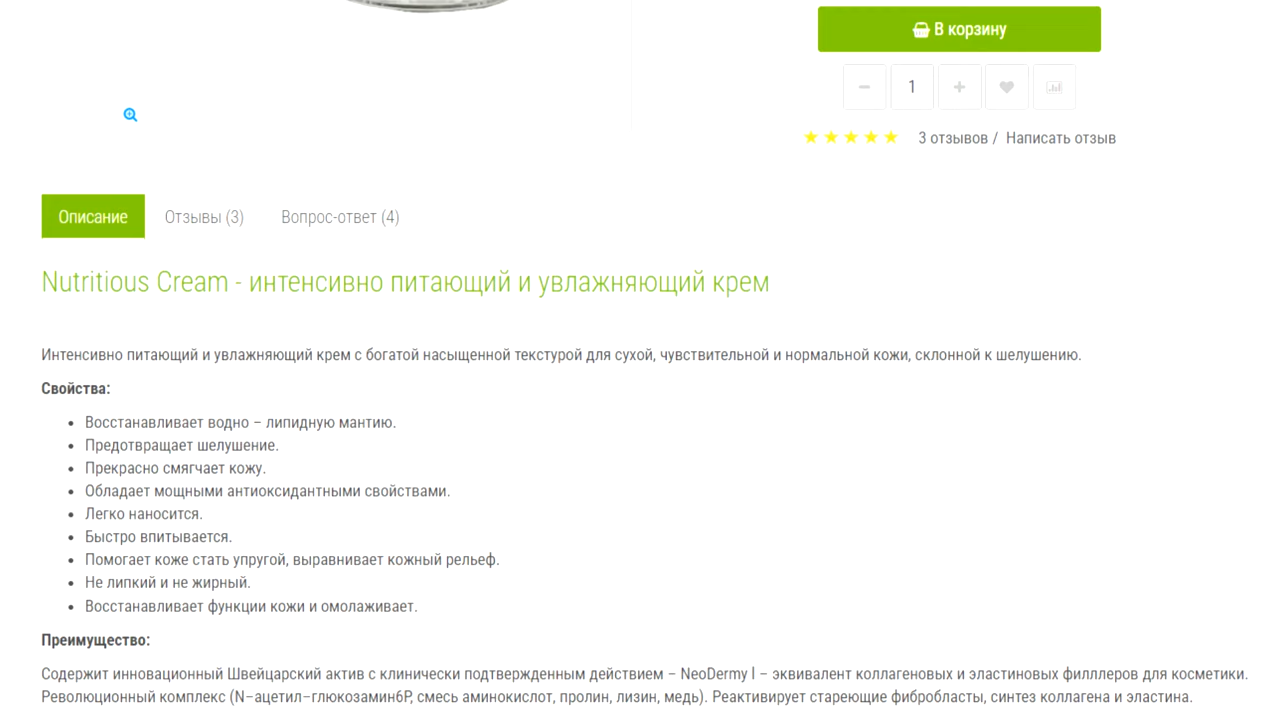 В корзину
1
3 отзывов / Написать отзыв
Описание Отзывы (3) Вопрос-ответ (4)
Nutritious Cream - интенсивно питающий и увлажняющий крем
Интенсивно питающий и увлажняющий крем с богатой насыщенной текстурой для сухой, чувствительной и нормальной кожи, склонной к шелушению.
Свойства:
Восстанавливает водно – липидную мантию.
Предотвращает шелушение.
Прекрасно смягчает кожу.
Обладает мощными антиоксидантными свойствами.
Легко наносится.
Быстро впитывается.
Помогает коже стать упругой, выравнивает кожный рельеф.
Не липкий и не жирный.
Восстанавливает функции кожи и омолаживает.
Преимущество:
Содержит инновационный Швейцарский актив с клинически подтвержденным действием – NeoDermy l – эквивалент коллагеновых и эластиновых филллеров для косметики.
Революционный комплекс (N–ацетил–глюкозамин6P, смесь аминокислот, пролин, лизин, медь). Реактивирует стареющие фибробласты, синтез коллагена и эластина.